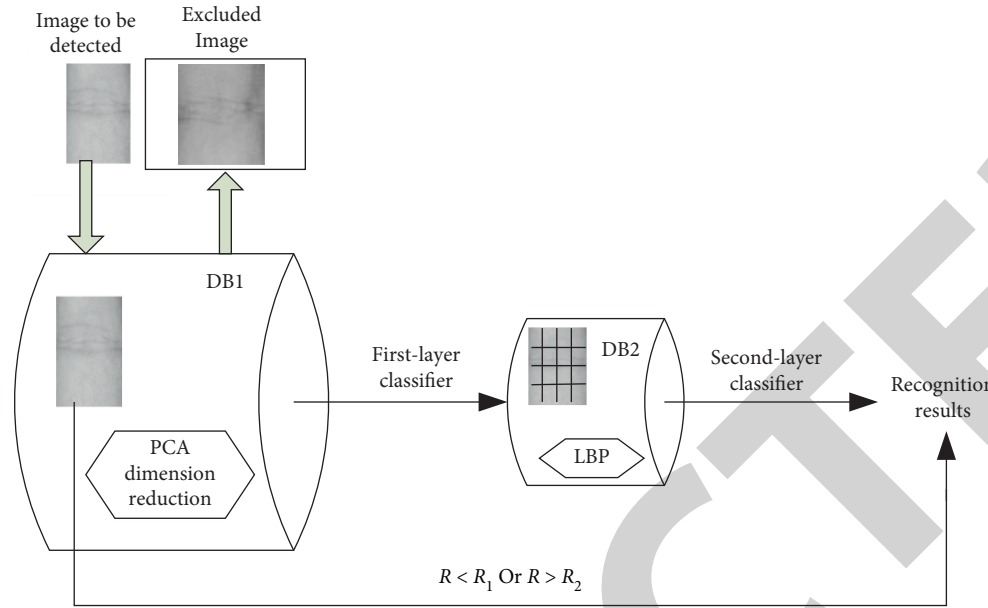 Image to be
detected
Excluded
Image
DB1
PCA
dimension
reduction
First-layer
classifier
DB2
LBP
Second-layer
classifier
Recognition
results
R < R₁ Or R > R₂